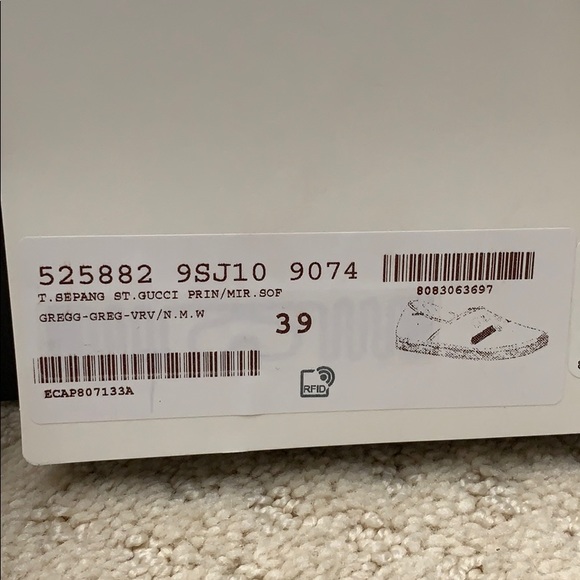 525882 9SJ10 9074
T.SEPANG ST.GUCCI PRIN/MIR.SOF
GREGG-GREG-VRV/N.M.W
39
8083063697
ECAP807133A
RFID